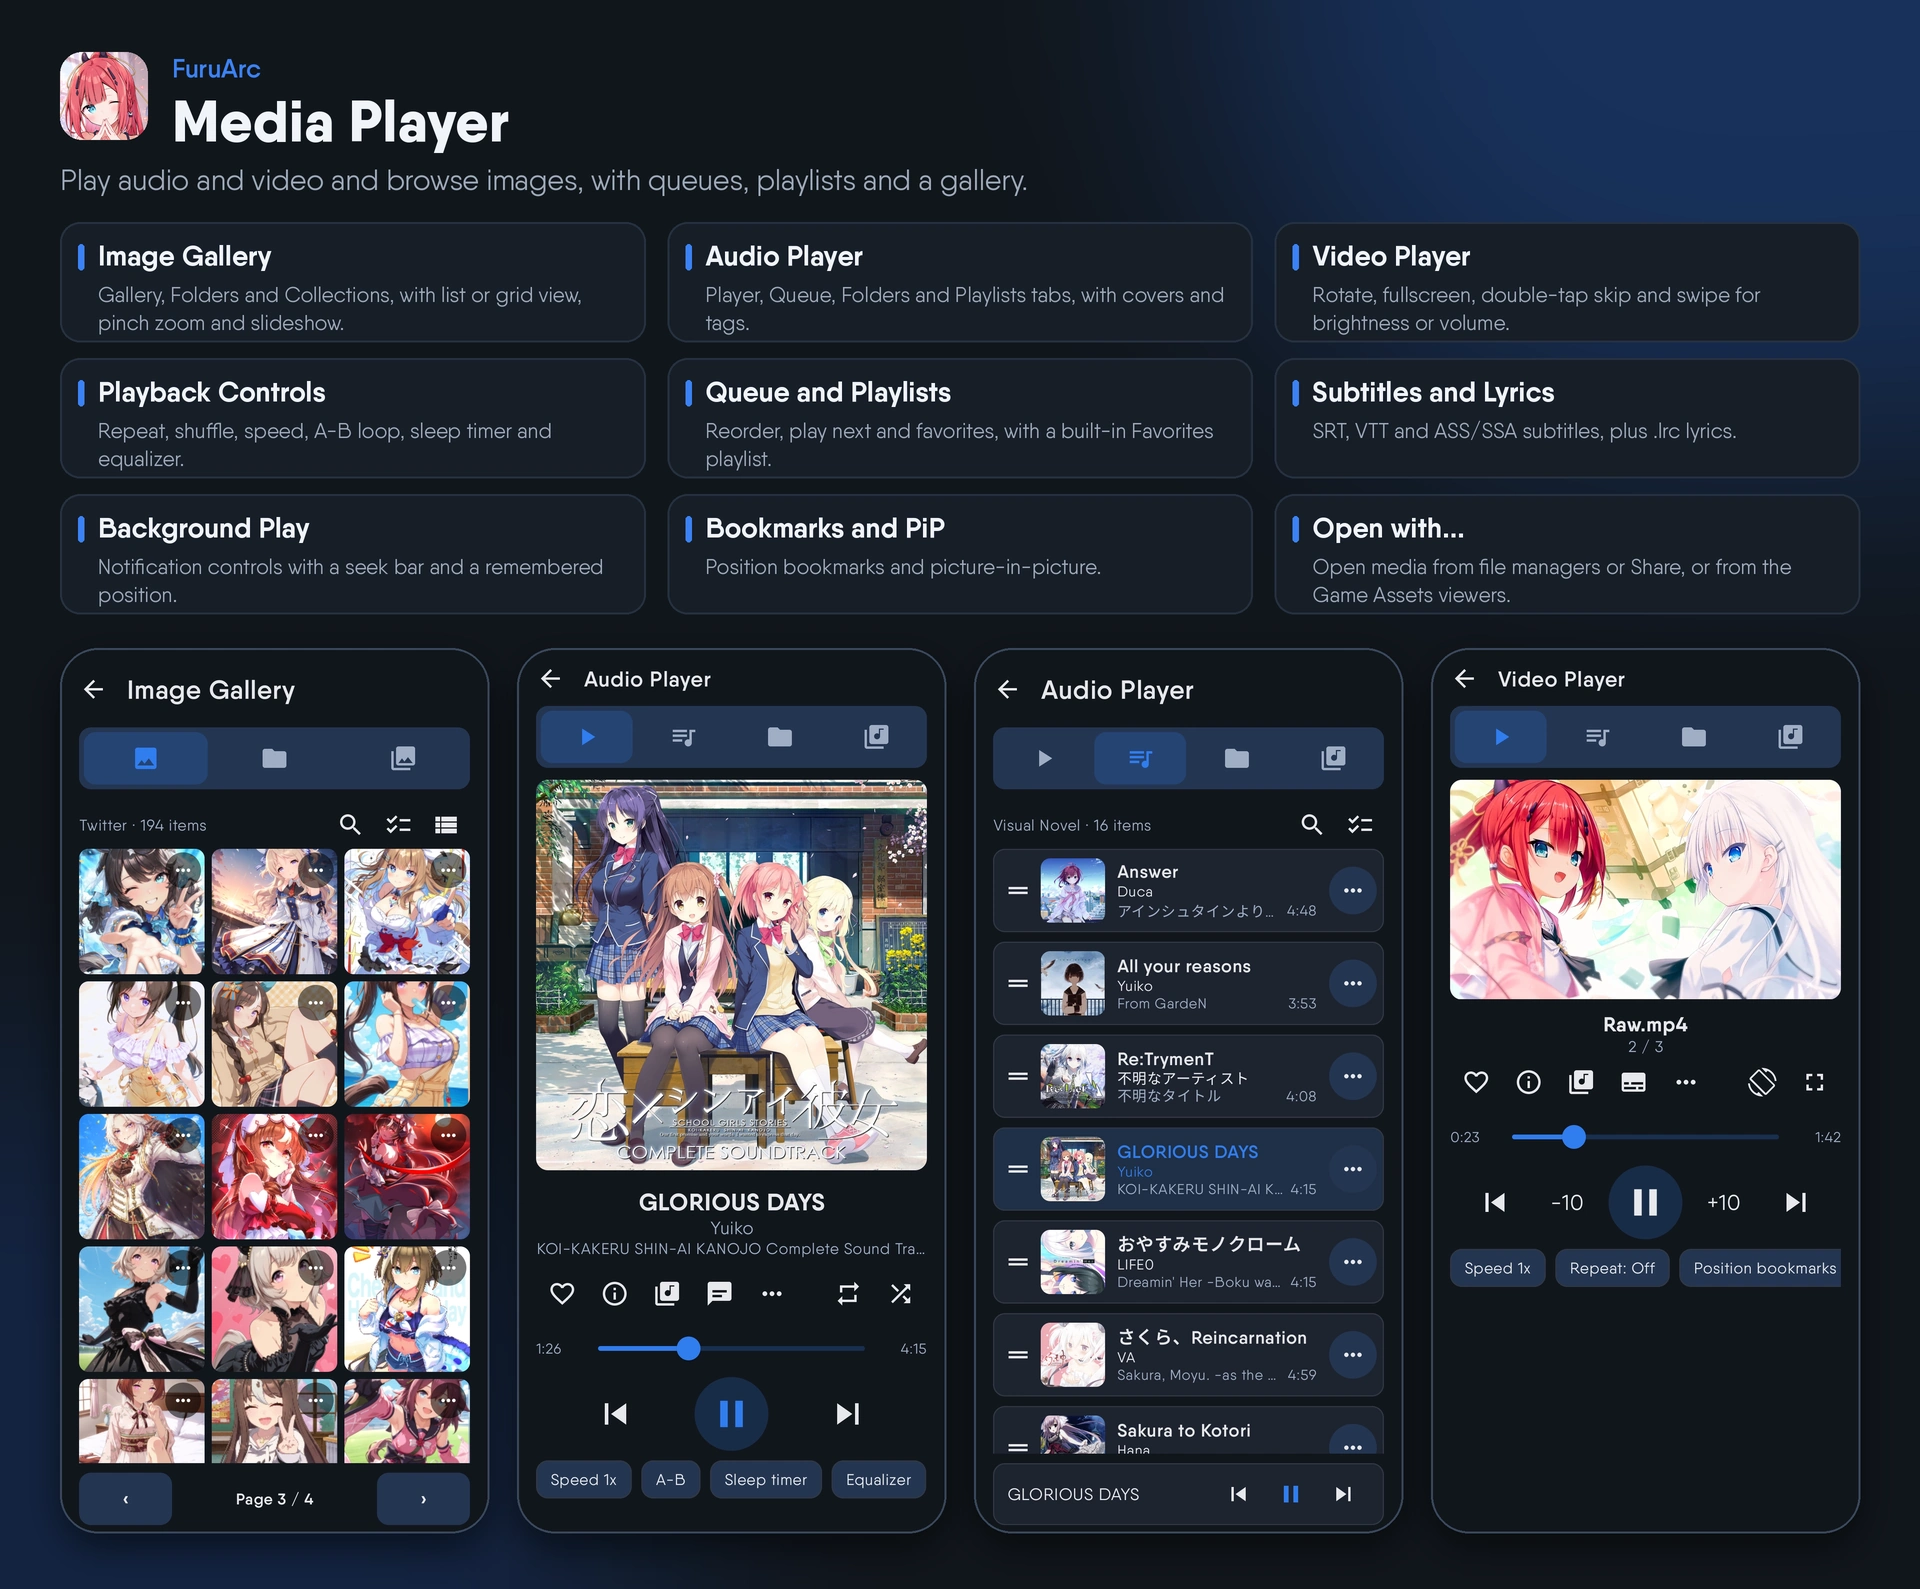 FuruArc
Media Player
Play audio and video and browse images, with queues, playlists and a gallery.
Image Gallery
Gallery, Folders and Collections, with list or grid view,
pinch zoom and slideshow.
Audio Player
Player, Queue, Folders and Playlists tabs, with covers and
tags.
Video Player
Rotate, fullscreen, double-tap skip and swipe for
brightness or volume.
Playback Controls
Repeat, shuffle, speed, A-B loop, sleep timer and
equalizer.
Queue and Playlists
Reorder, play next and favorites, with a built-in Favorites
playlist.
Subtitles and Lyrics
SRT, VTT and ASS/SSA subtitles, plus .lrc lyrics.
Background Play
Notification controls with a seek bar and a remembered
position.
Bookmarks and PiP
Position bookmarks and picture-in-picture.
Open with...
Open media from file managers or Share, or from the
Game Assets viewers.
Image Gallery
Twitter · 194 items
Page 3 / 4
Audio Player
恋×シンアイ彼女
SCHOOL GIRLS STORIES
COMPLETE SOUNDTRACK
GLORIOUS DAYS
Yuiko
KOI-KAKERU SHIN-AI KANOJO Complete Sound Tra...
1:26
4:15
Speed 1x
A-B
Sleep timer
Equalizer
Audio Player
Visual Novel · 16 items
Answer
Duca
アインシュタインより... 4:48
All your reasons
Yuiko
From GardeN 3:53
Re:TrymenT
不明なアーティスト
不明なタイトル 4:08
GLORIOUS DAYS
Yuiko
KOI-KAKERU SHIN-AI K... 4:15
おやすみモノクローム
LIFE0
Dreamin' Her -Boku wa... 4:15
さくら、Reincarnation
VA
Sakura, Moyu. -as the ... 4:59
Sakura to Kotori
Hana
GLORIOUS DAYS
Video Player
Raw.mp4
2 / 3
0:23
1:42
-10
+10
Speed 1x
Repeat: Off
Position bookmarks